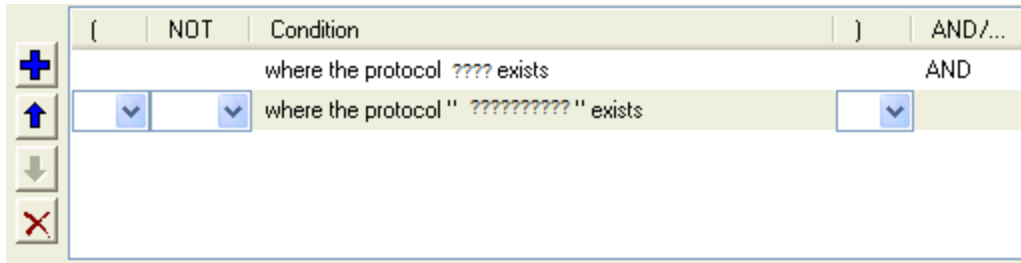 ( NOT Condition ) AND/...
where the protocol ???? exists AND
where the protocol " ?????????? " exists